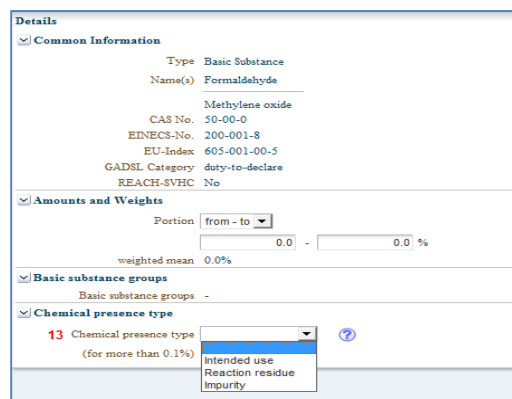 Details
Common Information
Type Basic Substance
Name(s) Formaldehyde
Methylene oxide
CAS No. 50-00-0
EINECS-No. 200-001-8
EU-Index 605-001-00-5
GADSL Category duty-to-declare
REACH-SVHC No
Amounts and Weights
Portion from - to
0.0 - 0.0 %
weighted mean 0.0%
Basic substance groups
Basic substance groups -
Chemical presence type
13 Chemical presence type ?
(for more than 0.1%)
Intended use
Reaction residue
Impurity